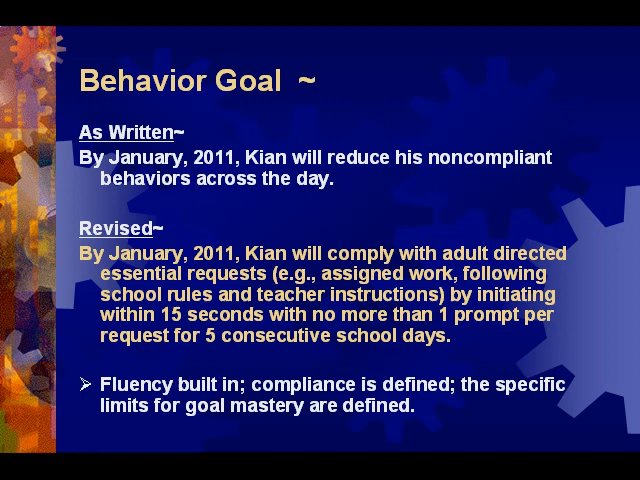 Behavior Goal ~
As Written~
By January, 2011, Kian will reduce his noncompliant
behaviors across the day.
Revised~
By January, 2011, Kian will comply with adult directed
essential requests (e.g., assigned work, following
school rules and teacher instructions) by initiating
within 15 seconds with no more than 1 prompt per
request for 5 consecutive school days.
➢ Fluency built in; compliance is defined; the specific
limits for goal mastery are defined.